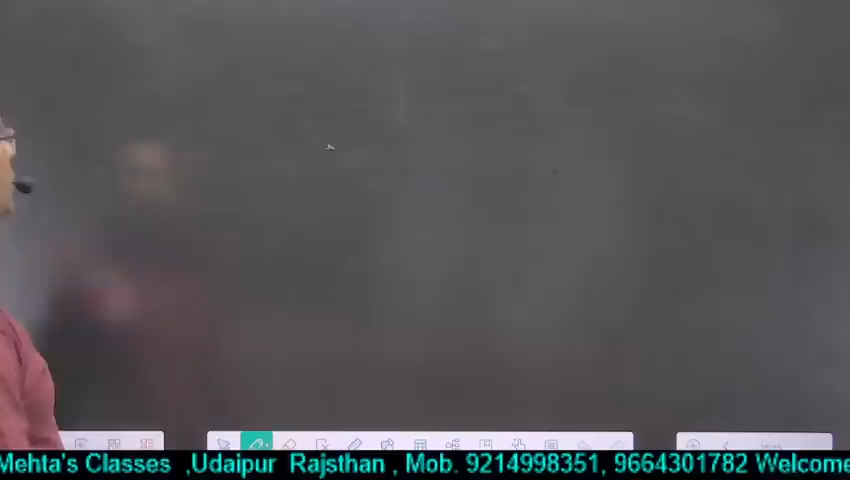 Mehta's Classes ,Udaipur Rajsthan , Mob. 9214998351, 9664301782 Welcome